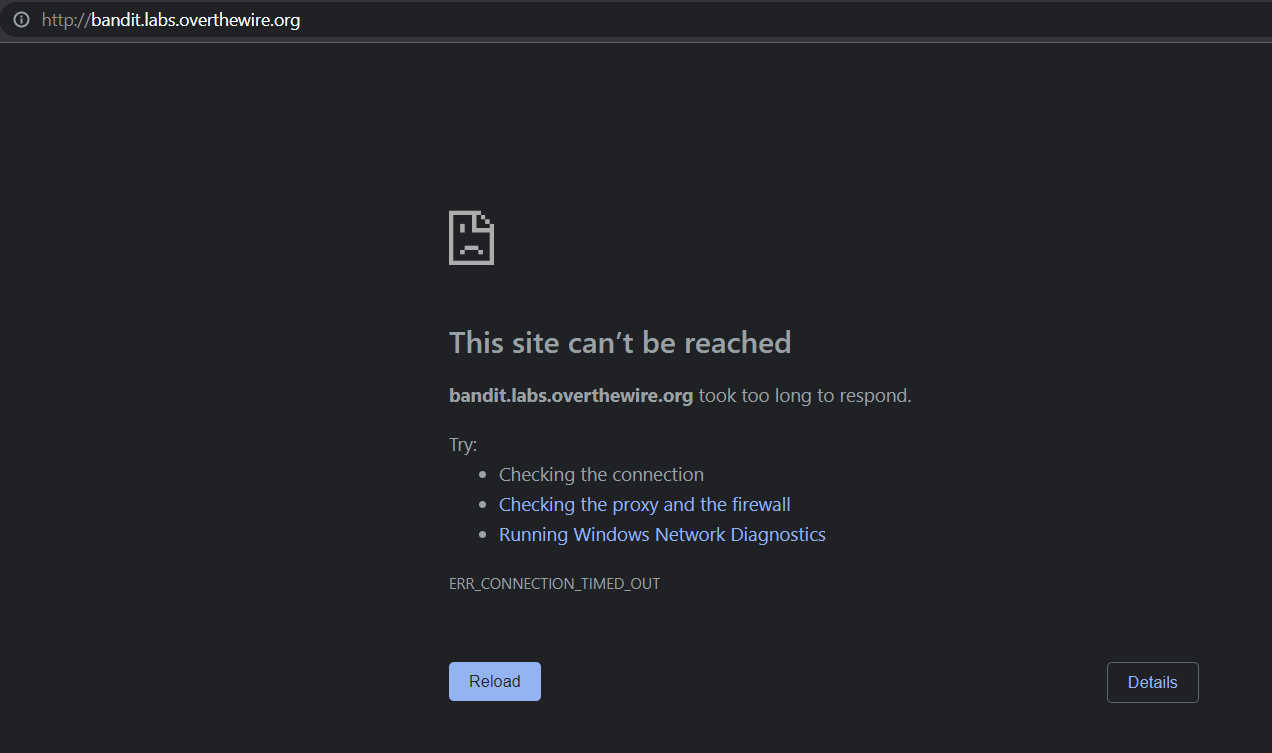 http://bandit.labs.overthewire.org
This site can’t be reached
bandit.labs.overthewire.org took too long to respond.
Try:
Checking the connection
Checking the proxy and the firewall
Running Windows Network Diagnostics
ERR_CONNECTION_TIMED_OUT
Reload
Details